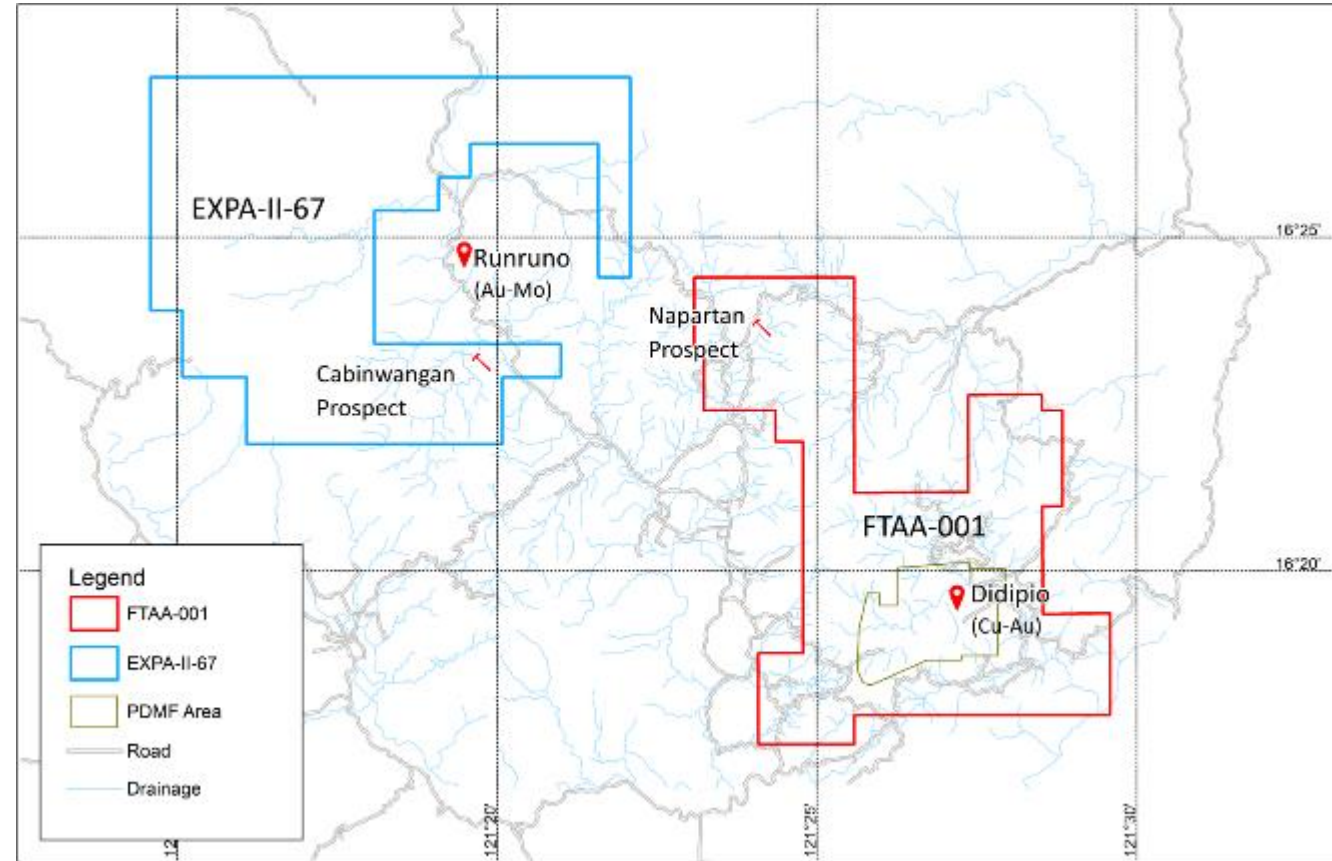 EXPA-II-67
16°25'
Runruno
(Au-Mo)
Napartan
Prospect
Cabinwangan
Prospect
FTAA-001
16°20'
Didipio
(Cu-Au)
Legend
FTAA-001
EXPA-II-67
PDMF Area
Road
Drainage
121°20'
121°25'
121°30'